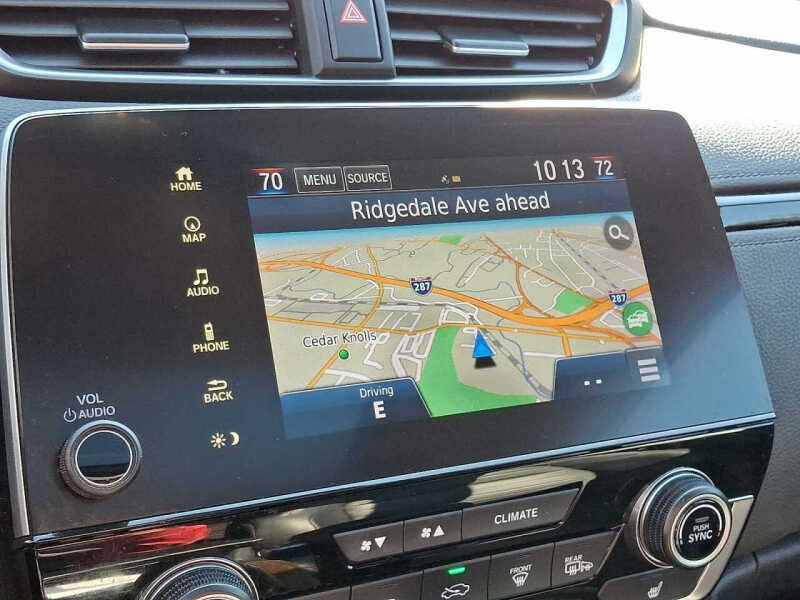 HOME
MAP
AUDIO
PHONE
BACK
VOL
AUDIO
70 MENU SOURCE 10 13 72
Ridgedale Ave ahead
287
287
Cedar Knolls
Driving
E
--
CLIMATE
FRONT
REAR
PUSH
SYNC